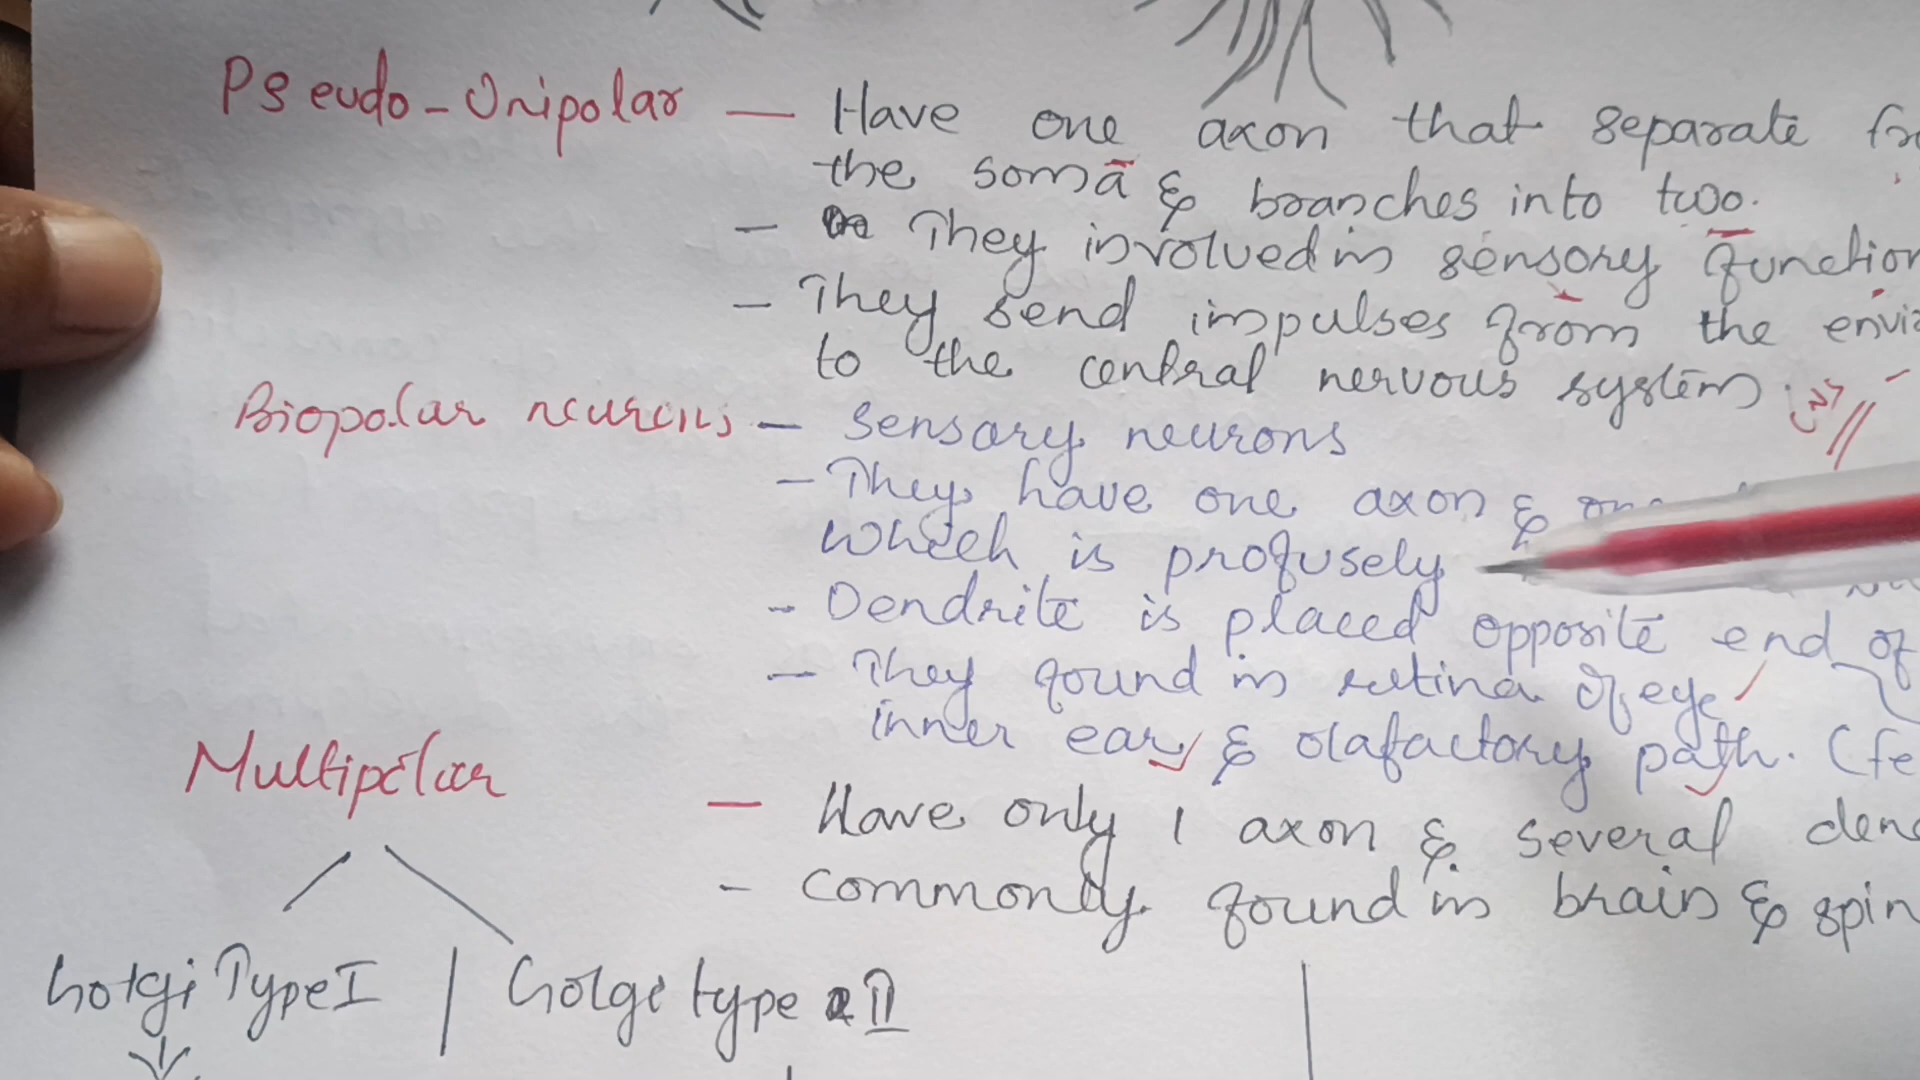 Pseudo-Unipolar — Have one axon that separate
the soma & branches into two.
- They involved in sensory function
- They send impulses from the
to the central nervous system
Biopolar neurons - Sensory neurons
- They have one axon &
which is profusely
- Dendrite is placed opposite end of
- They found in retina of eye
inner ear & olafactory path.
Multipolar
- Have only 1 axon & several
- Commonly found in brain &
Golgi Type I | Golgi type II